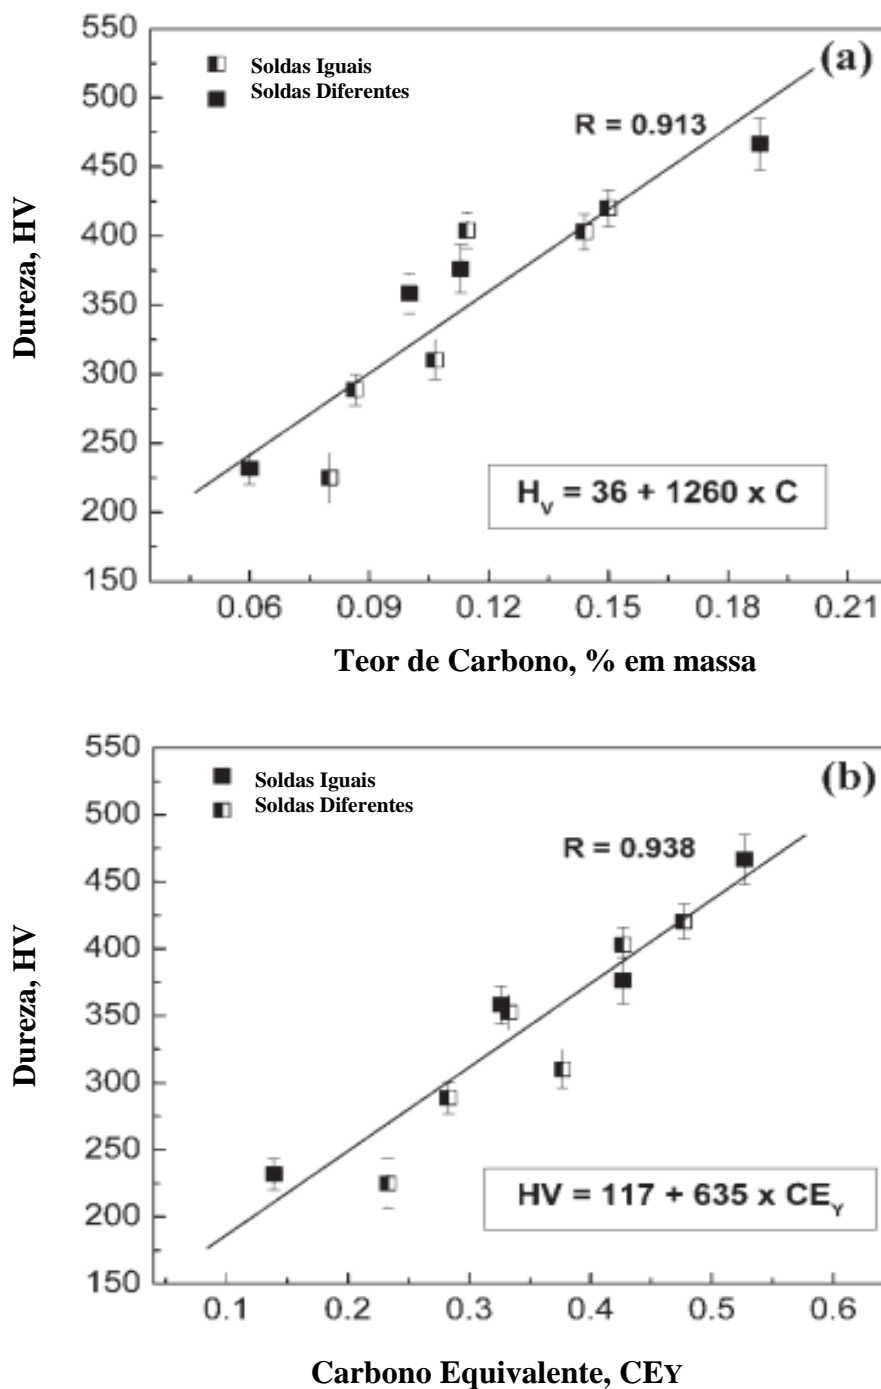 550
500
450
400
350
300
250
200
150
Dureza, HV
Soldas Iguais
Soldas Diferentes
(a)
R = 0.913
H_V = 36 + 1260 x C
0.06 0.09 0.12 0.15 0.18 0.21
Teor de Carbono, % em massa
550
500
450
400
350
300
250
200
150
Dureza, HV
Soldas Iguais
Soldas Diferentes
(b)
R = 0.938
HV = 117 + 635 x CE_Y
0.1 0.2 0.3 0.4 0.5 0.6
Carbono Equivalente, CEY